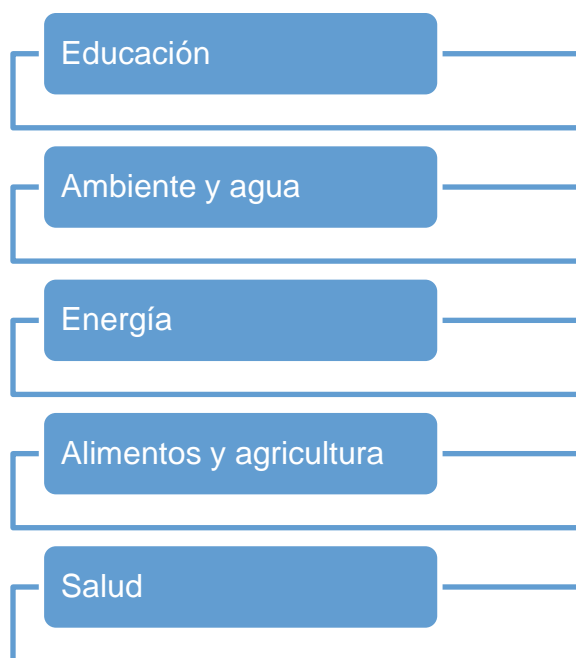 Educación
Ambiente y agua
Energía
Alimentos y agricultura
Salud